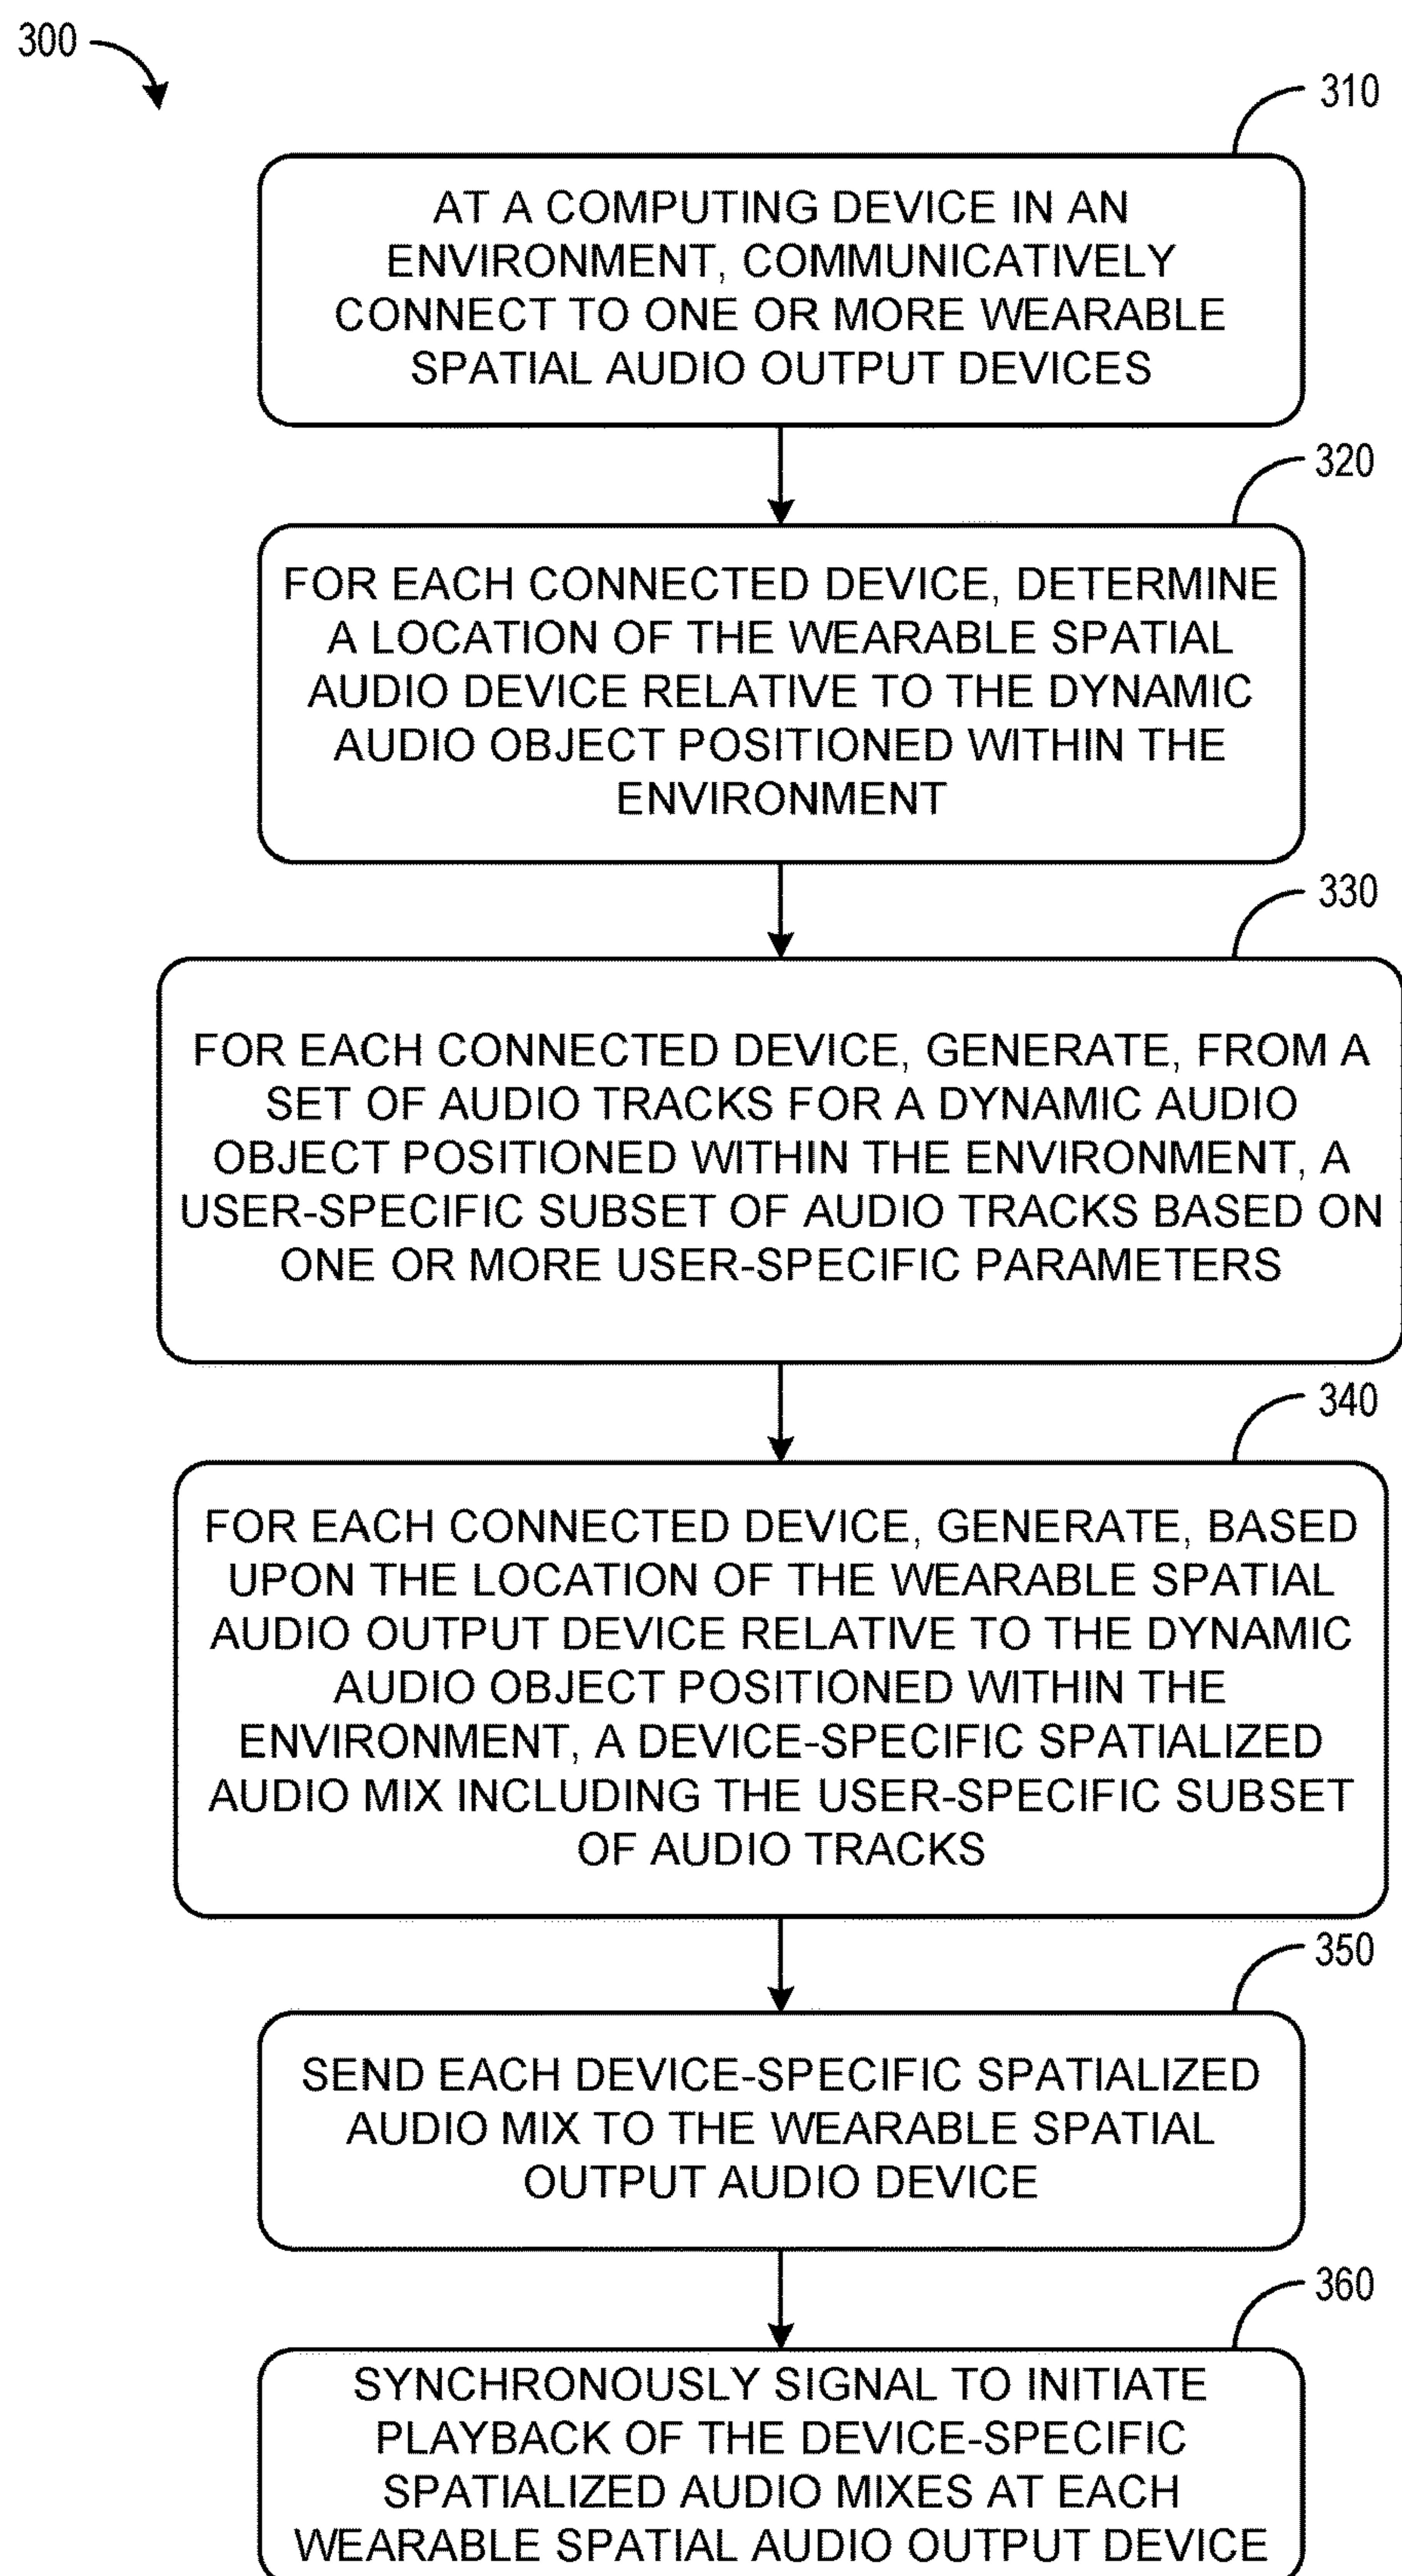 300
310
AT A COMPUTING DEVICE IN AN
ENVIRONMENT, COMMUNICATIVELY
CONNECT TO ONE OR MORE WEARABLE
SPATIAL AUDIO OUTPUT DEVICES
320
FOR EACH CONNECTED DEVICE, DETERMINE
A LOCATION OF THE WEARABLE SPATIAL
AUDIO DEVICE RELATIVE TO THE DYNAMIC
AUDIO OBJECT POSITIONED WITHIN THE
ENVIRONMENT
330
FOR EACH CONNECTED DEVICE, GENERATE, FROM A
SET OF AUDIO TRACKS FOR A DYNAMIC AUDIO
OBJECT POSITIONED WITHIN THE ENVIRONMENT, A
USER-SPECIFIC SUBSET OF AUDIO TRACKS BASED ON
ONE OR MORE USER-SPECIFIC PARAMETERS
340
FOR EACH CONNECTED DEVICE, GENERATE, BASED
UPON THE LOCATION OF THE WEARABLE SPATIAL
AUDIO OUTPUT DEVICE RELATIVE TO THE DYNAMIC
AUDIO OBJECT POSITIONED WITHIN THE
ENVIRONMENT, A DEVICE-SPECIFIC SPATIALIZED
AUDIO MIX INCLUDING THE USER-SPECIFIC SUBSET
OF AUDIO TRACKS
350
SEND EACH DEVICE-SPECIFIC SPATIALIZED
AUDIO MIX TO THE WEARABLE SPATIAL
OUTPUT AUDIO DEVICE
360
SYNCHRONOUSLY SIGNAL TO INITIATE
PLAYBACK OF THE DEVICE-SPECIFIC
SPATIALIZED AUDIO MIXES AT EACH
WEARABLE SPATIAL AUDIO OUTPUT DEVICE